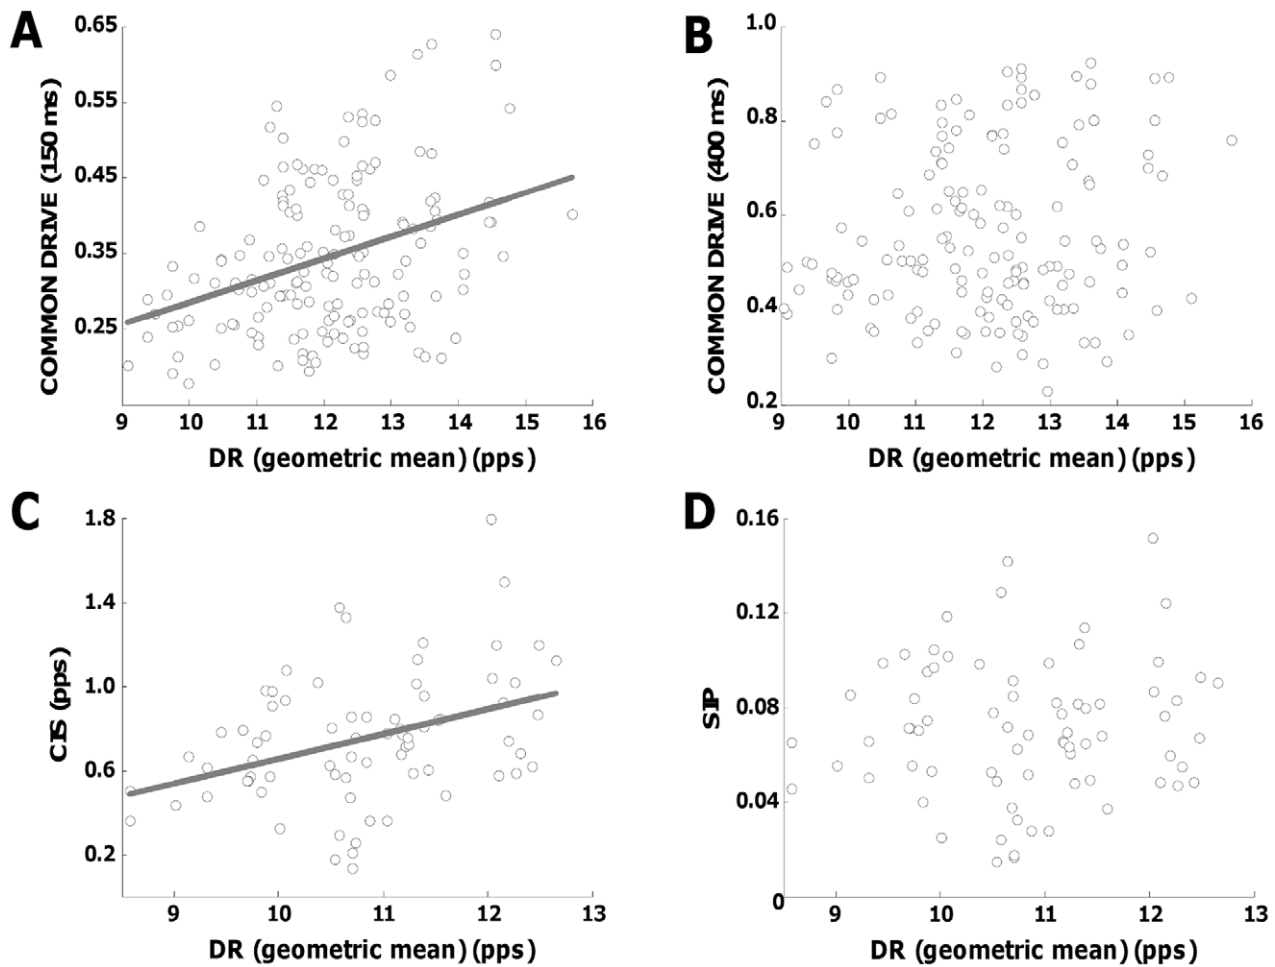 A
COMMON DRIVE (150 ms)
0.65
0.55
0.45
0.35
0.25
9 10 11 12 13 14 15 16
DR (geometric mean) (pps)
B
COMMON DRIVE (400 ms)
1.0
0.8
0.6
0.4
0.2
9 10 11 12 13 14 15 16
DR (geometric mean) (pps)
C
CIS (pps)
1.8
1.4
1.0
0.6
0.2
9 10 11 12 13
DR (geometric mean) (pps)
D
SIP
0.16
0.12
0.08
0.04
0
9 10 11 12 13
DR (geometric mean) (pps)